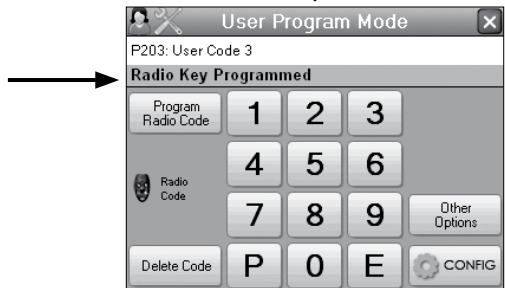 User Program Mode
P203: User Code 3
Radio Key Programmed
Program
Radio Code
1 2 3
4 5 6
Radio
Code
7 8 9
Other
Options
Delete Code
P 0 E
CONFIG